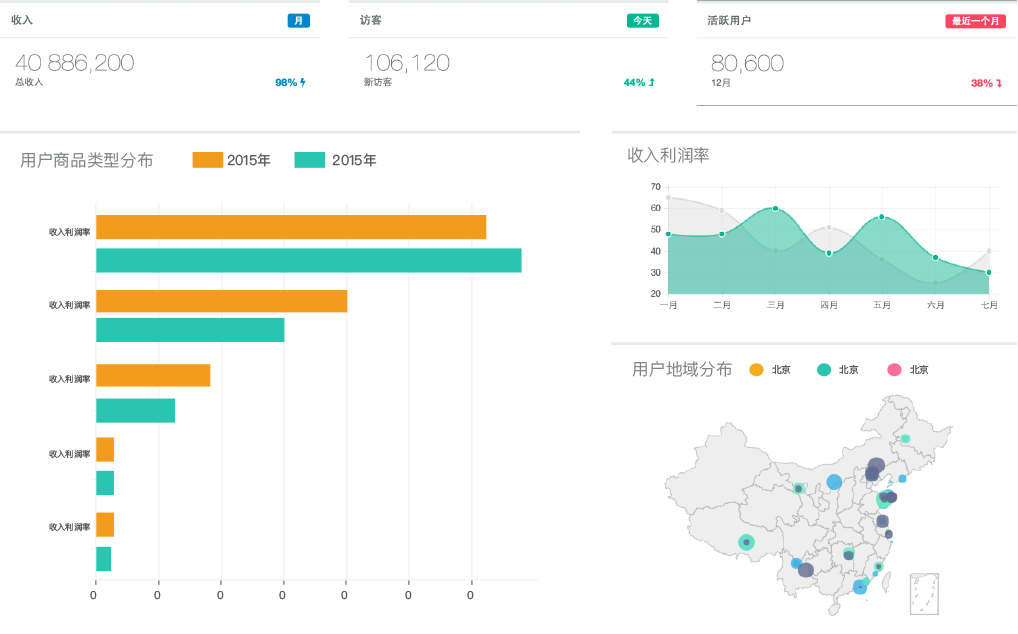 收入 月
40 886,200
总收入 98%
访客 今天
106,120
新访客 44%
活跃用户 最近一个月
80,600
12月 38%
用户商品类型分布 2015年 2015年
收入利润率
收入利润率
收入利润率
收入利润率
收入利润率
0 0 0 0 0 0 0
收入利润率
70
60
50
40
30
20
一月 二月 三月 四月 五月 六月 七月
用户地域分布 北京 北京 北京